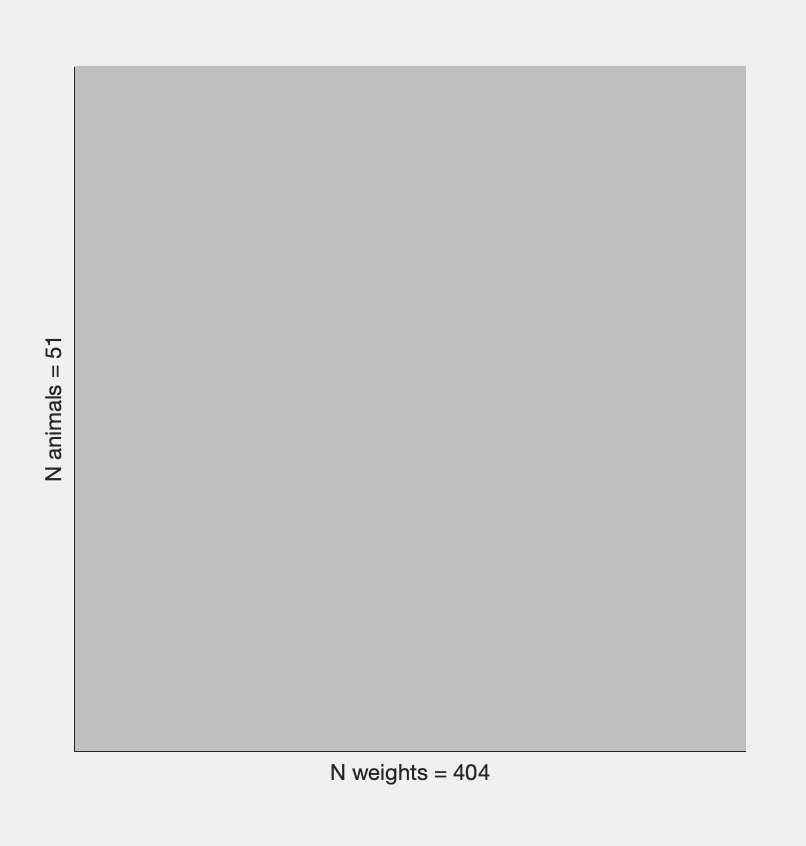 N animals = 51
N weights = 404